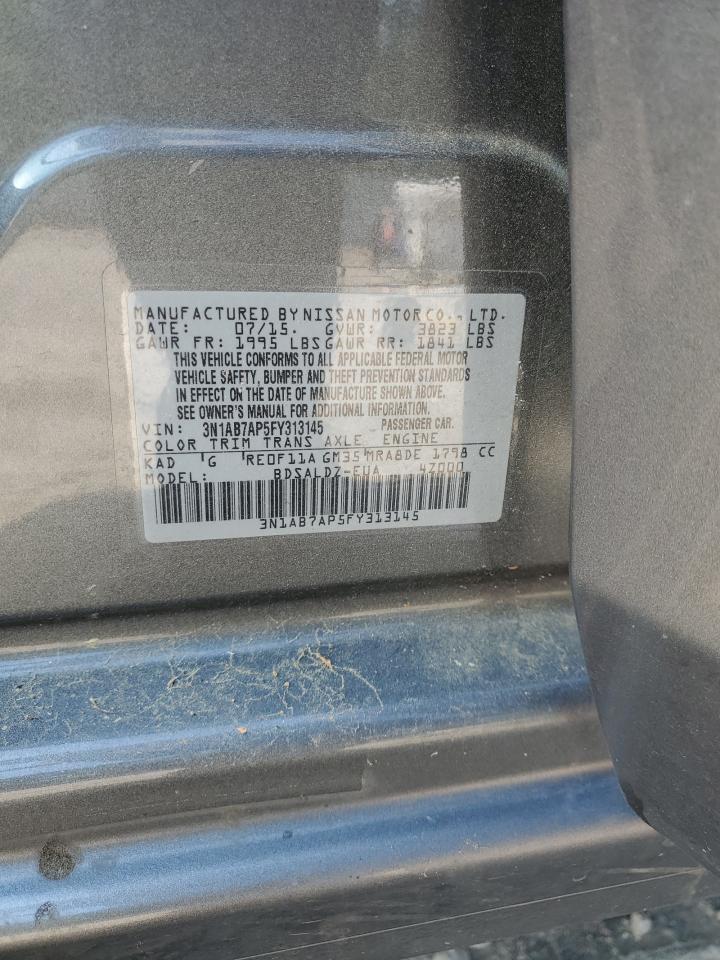 MANUFACTURED BY NISSAN MOTOR CO., LTD.
DATE: 07/15. GVWR: 3823 LBS
GAWR FR: 1995 LBS GAWR RR: 1841 LBS
THIS VEHICLE CONFORMS TO ALL APPLICABLE FEDERAL MOTOR
VEHICLE SAFTY, BUMPER AND THEFT PREVENTION STANDARDS
IN EFFECT ON THE DATE OF MANUFACTURE SHOWN ABOVE.
SEE OWNER'S MANUAL FOR ADDITIONAL INFORMATION.
VIN: 3N1AB7AP5FY313145 PASSENGER CAR.
COLOR TRIM TRANS AXLE ENGINE
KAD G RE0F11A GM35 MRA8DE 1798 CC
MODEL: BDSALDZ-EUA 4Z000
3N1AB7AP5FY313145